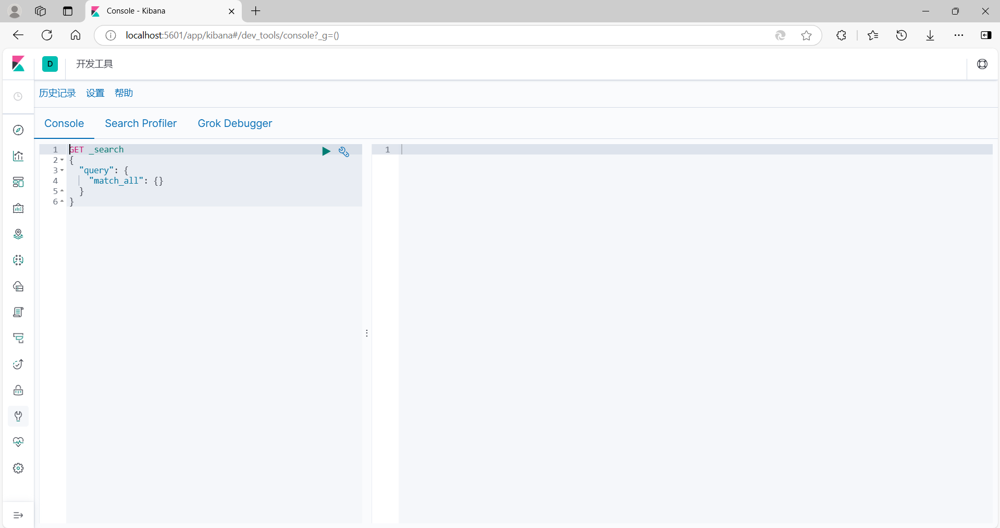 Console - Kibana
localhost:5601/app/kibana#/dev_tools/console?_g=()
D 开发工具
历史记录 设置 帮助
Console Search Profiler Grok Debugger
1 GET _search
2 {
3 "query": {
4 "match_all": {}
5 }
6 }
1